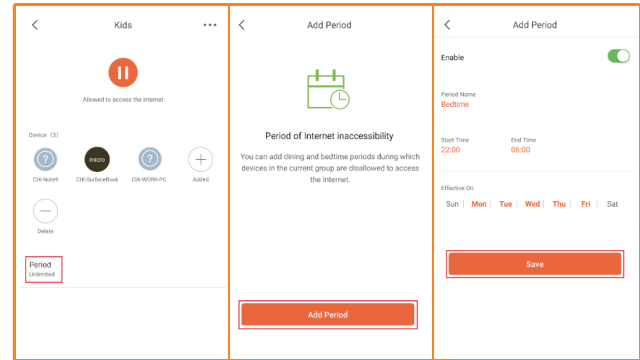 Kids
Allowed to access the Internet
Device (3)
CIK-Note9
micro
CIK-SurfaceBook
CIK-WORK-PC
Added
Delete
Period
Unlimited
Add Period
Period of Internet inaccessibility
You can add dining and bedtime periods during which
devices in the current group are disallowed to access
the Internet.
Add Period
Add Period
Enable
Period Name
Bedtime
Start Time
End Time
22:00
06:00
Effective On
Sun | Mon | Tue | Wed | Thu | Fri | Sat
Save